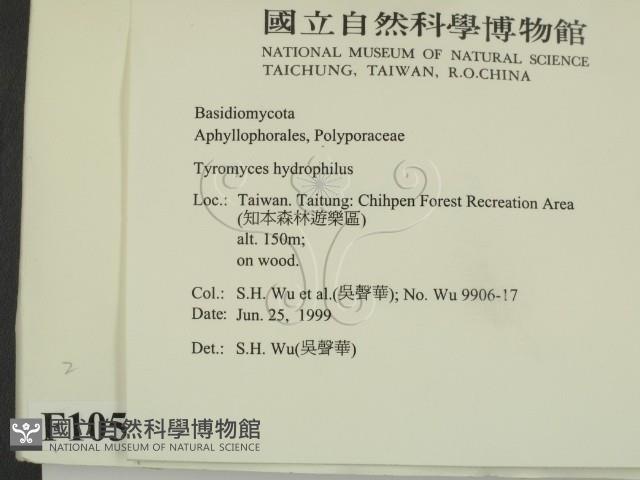 國立自然科學博物館
NATIONAL MUSEUM OF NATURAL SCIENCE
TAICHUNG, TAIWAN, R.O.CHINA
Basidiomycota
Aphyllophorales, Polyporaceae
Tyromyces hydrophilus
Loc.: Taiwan. Taitung: Chihpen Forest Recreation Area
(知本森林遊樂區)
alt. 150m;
on wood.
Col.: S.H. Wu et al.(吳聲華); No. Wu 9906-17
Date: Jun. 25, 1999
Det.: S.H. Wu(吳聲華)
2
F105
國立自然科學博物館
NATIONAL MUSEUM OF NATURAL SCIENCE